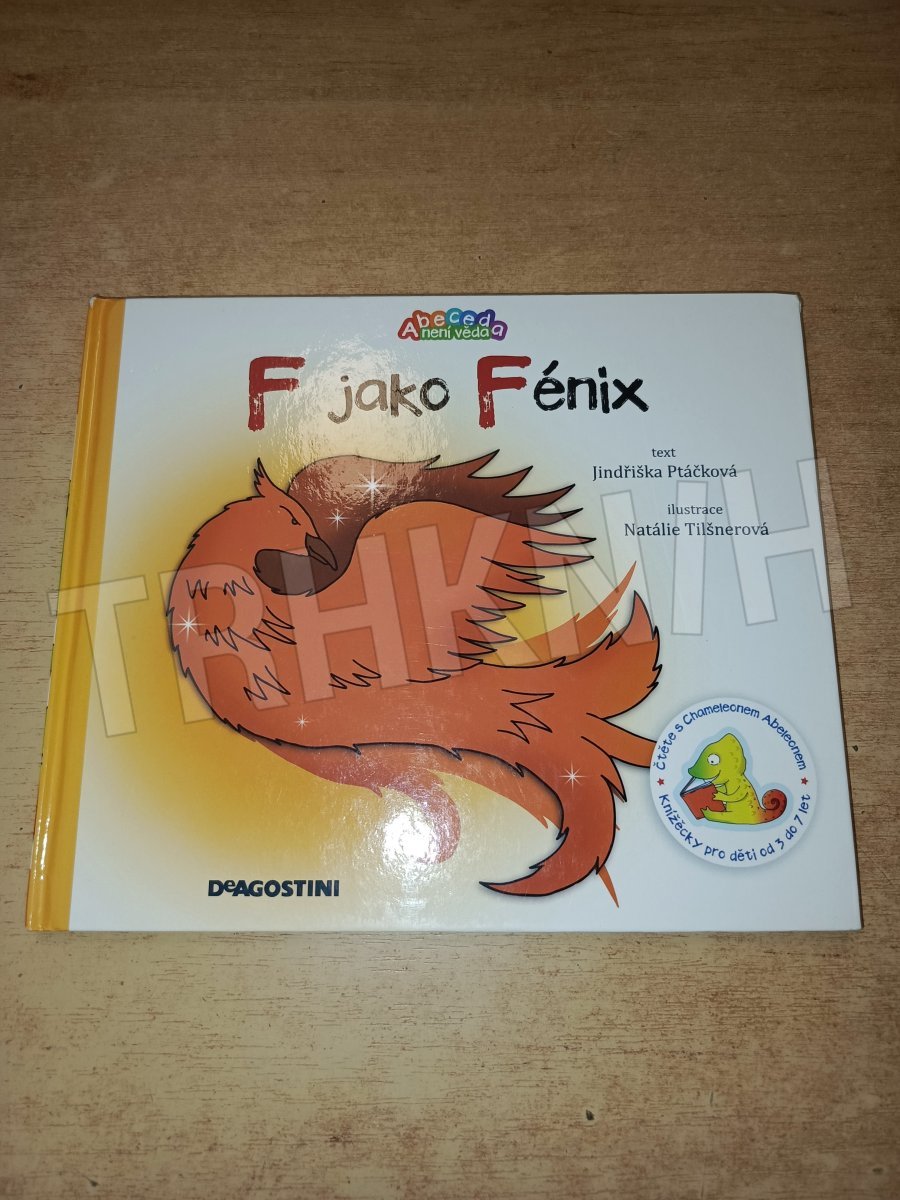 Abeceda
není věda
F jako Fénix
text
Jindřiška Ptáčková
ilustrace
Natálie Tilšnerová
TRHKNIH
Čtěte s Chameleonem Abeleonem
Knížěcky pro děti od 3 do 7 let
DeAGOSTINI